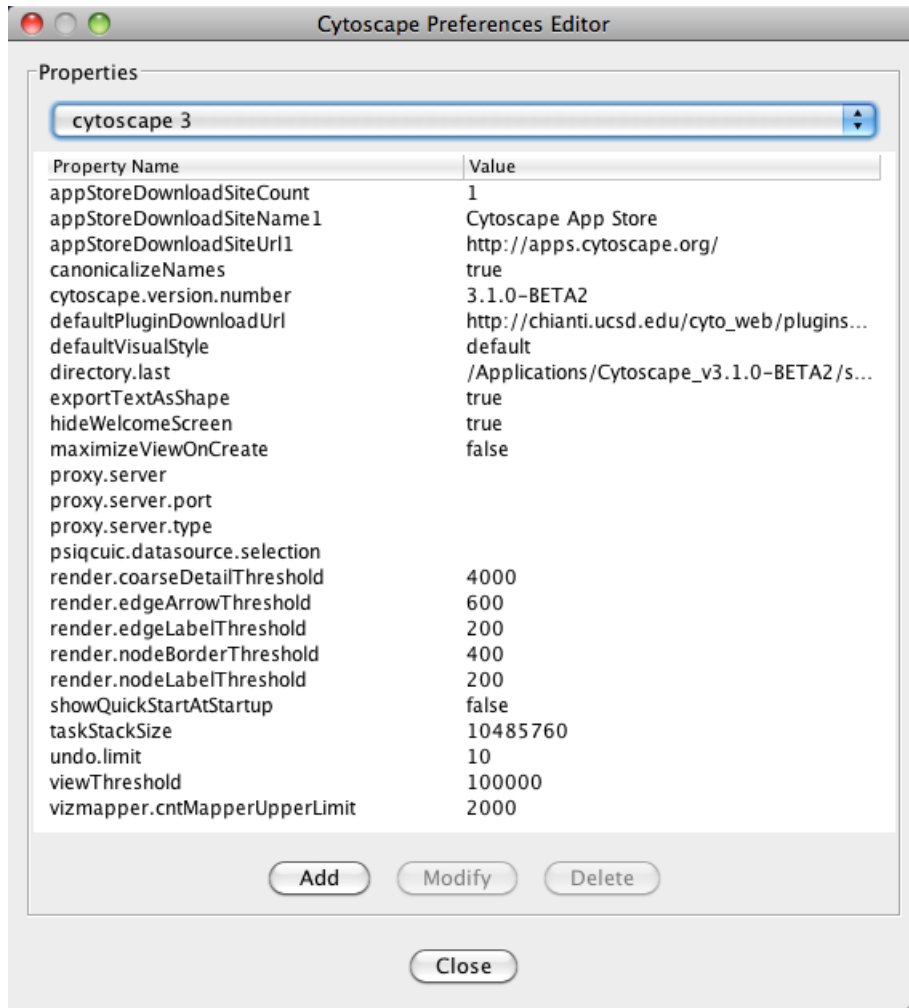 Cytoscape Preferences Editor
Properties
cytoscape 3
Property Name Value
appStoreDownloadSiteCount 1
appStoreDownloadSiteName1 Cytoscape App Store
appStoreDownloadSiteUrl1 http://apps.cytoscape.org/
canonicalizeNames true
cytoscape.version.number 3.1.0-BETA2
defaultPluginDownloadUrl http://chianti.ucsd.edu/cyto_web/plugins...
defaultVisualStyle default
directory.last /Applications/Cytoscape_v3.1.0-BETA2/s...
exportTextAsShape true
hideWelcomeScreen true
maximizeViewOnCreate false
proxy.server
proxy.server.port
proxy.server.type
psiqcuic.datasource.selection
render.coarseDetailThreshold 4000
render.edgeArrowThreshold 600
render.edgeLabelThreshold 200
render.nodeBorderThreshold 400
render.nodeLabelThreshold 200
showQuickStartAtStartup false
taskStackSize 10485760
undo.limit 10
viewThreshold 100000
vizmapper.cntMapperUpperLimit 2000
Add Modify Delete
Close